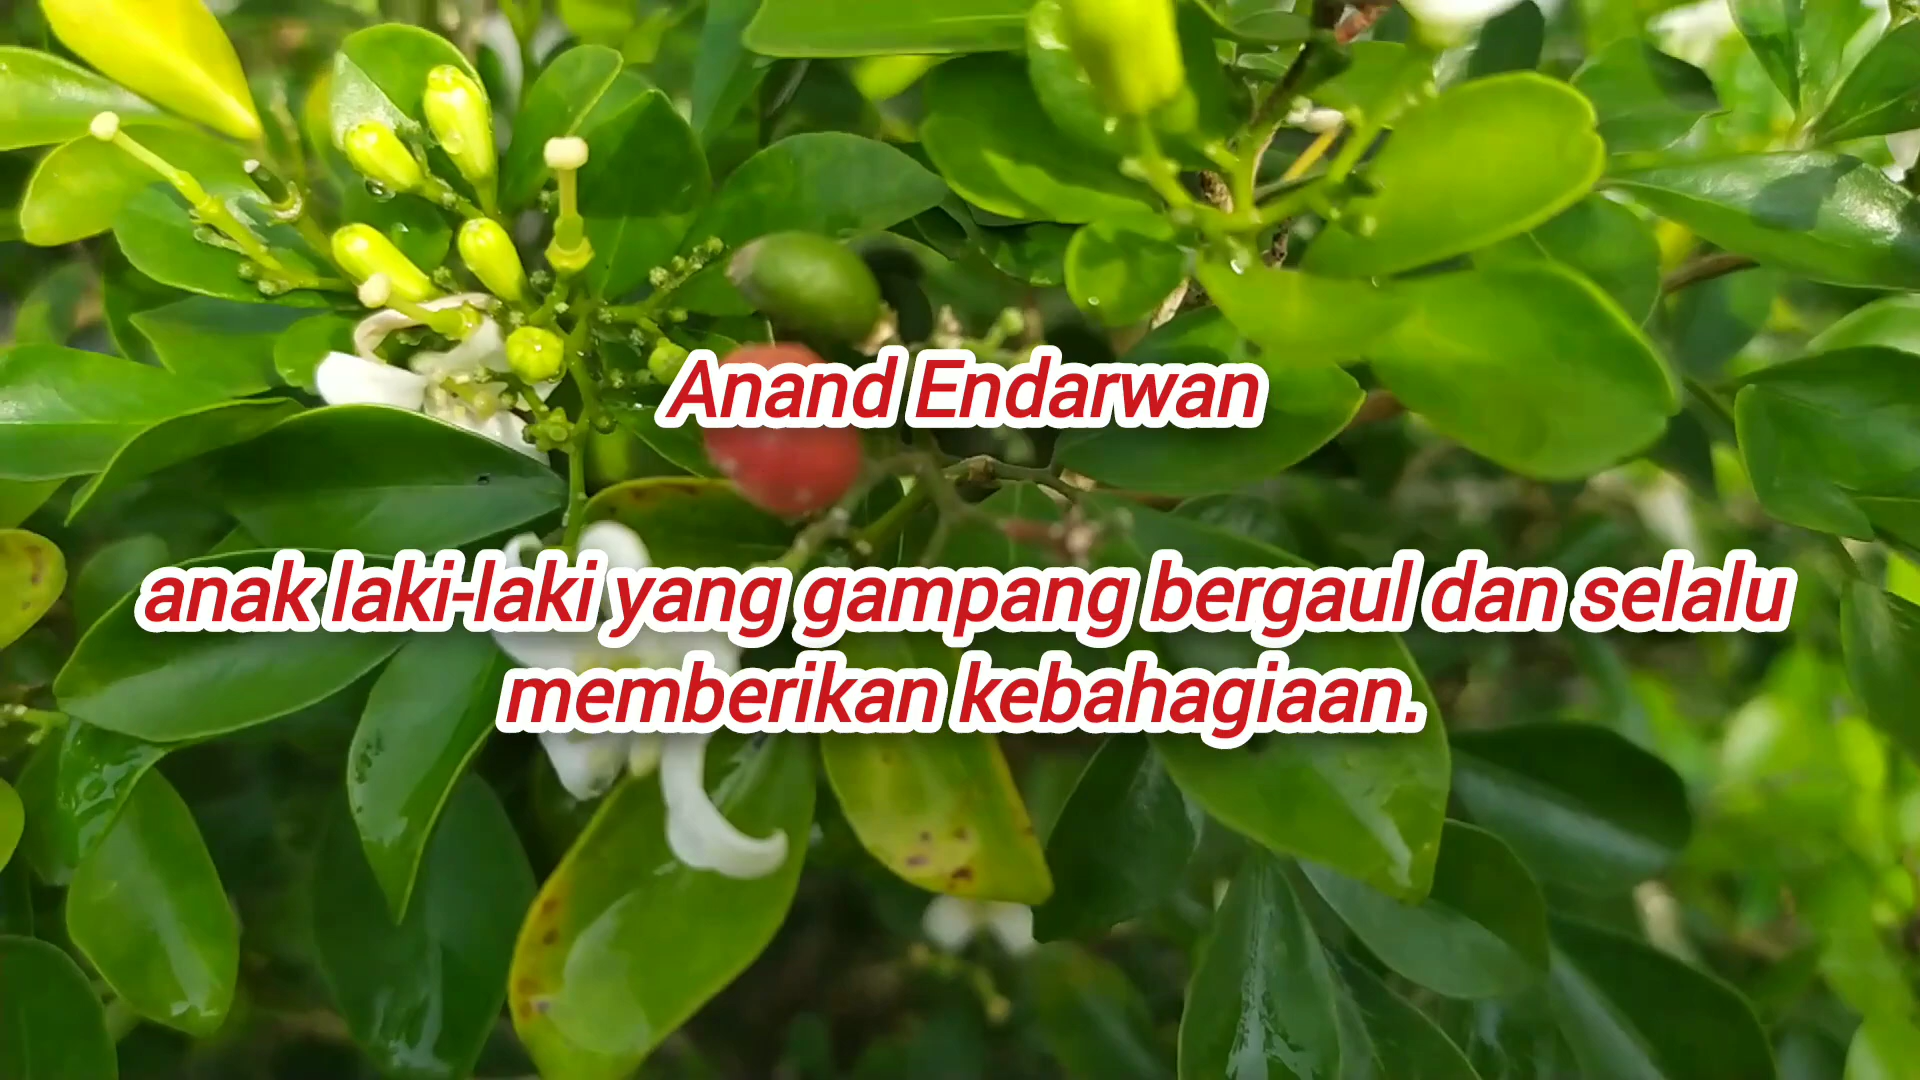 Anand Endarwan
anak laki-laki yang gampang bergaul dan selalu
memberikan kebahagiaan.